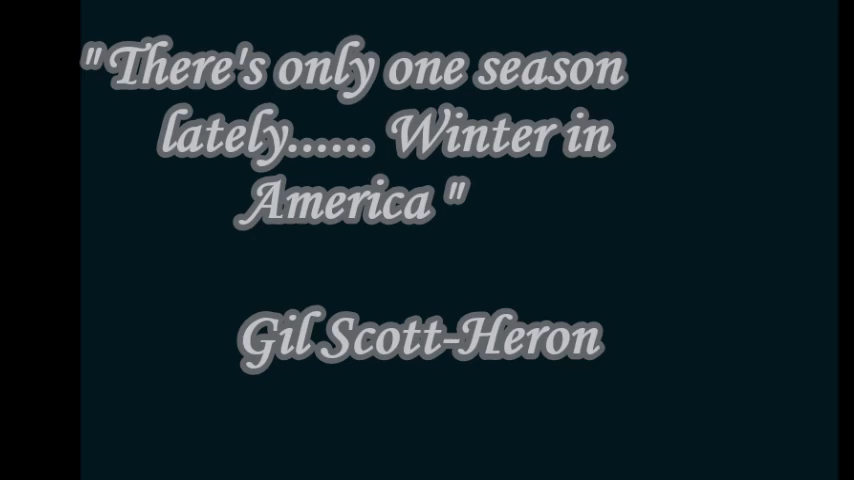 " There's only one season
lately...... Winter in
America "
Gil Scott-Heron